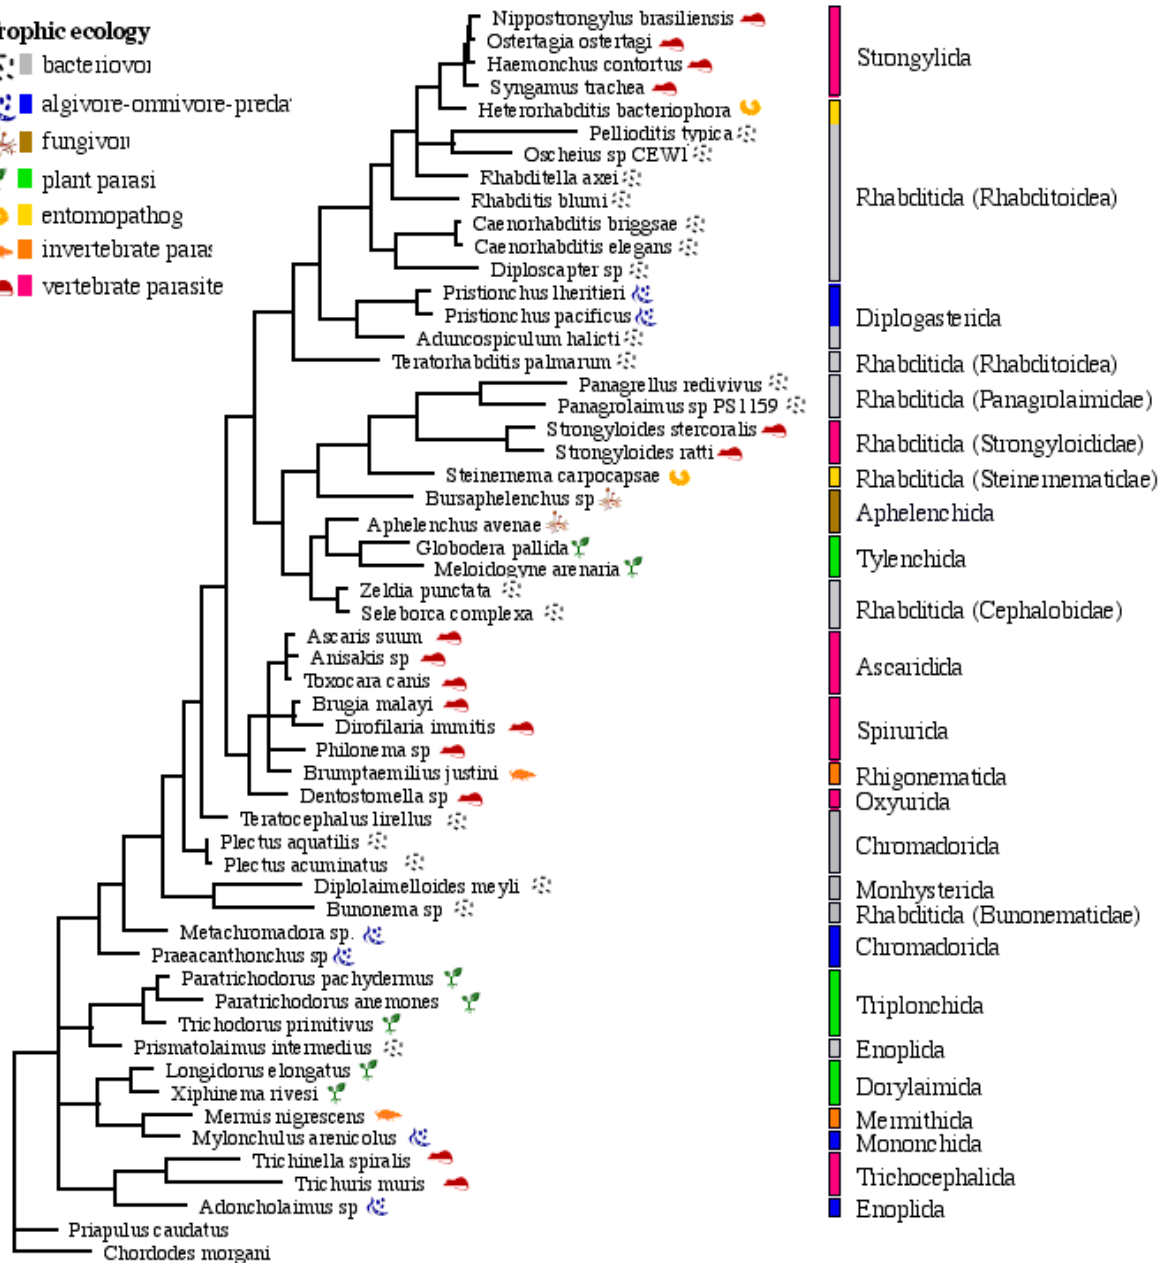 rophic ecology
bacteriovor
algivore-omnivore-preda
fungivor
plant parasi
entomopathog
invertebrate paras
vertebrate parasite
Nippostrongylus brasiliensis
Ostertagia ostertagi
Haemonchus contortus
Syngamus trachea
Heterorhabditis bacteriophora
Pellioditis typica
Oscheius sp CEW1
Rhabditella axei
Rhabditis blumi
Caenorhabditis briggsae
Caenorhabditis elegans
Diploscapter sp
Pristionchus lheritieri
Pristionchus pacificus
Aduncospiculum halicti
Teratorhabditis palmarum
Panagrellus redivivus
Panagrolaimus sp PS1159
Strongyloides stercoralis
Strongyloides ratti
Steinernema carpocapsae
Bursaphelenchus sp
Aphelenchus avenae
Globodera pallida
Meloidogyne arenaria
Zeldia punctata
Seleborca complexa
Ascaris suum
Anisakis sp
Toxocara canis
Brugia malayi
Dirofilaria immitis
Philonema sp
Brumptaemilius justini
Dentostomella sp
Teratocephalus lirellus
Plectus aquatilis
Plectus acuminatus
Diplolaimelloides meyli
Bunonema sp
Metachromadora sp.
Praeacanthonchus sp
Paratrichodorus pachydermus
Paratrichodorus anemones
Trichodorus primitivus
Prismatolaimus intermedius
Longidorus elongatus
Xiphinema rivesi
Mermis nigrescens
Mylonchulus arenicolus
Trichinella spiralis
Trichuris muris
Adoncholaimus sp
Priapulus caudatus
Chordodes morgani
Strongylida
Rhabditida (Rhabditoidea)
Diplogasterida
Rhabditida (Rhabditoidea)
Rhabditida (Panagrolaimidae)
Rhabditida (Strongyloididae)
Rhabditida (Steinernematidae)
Aphelenchida
Tylenchida
Rhabditida (Cephalobidae)
Ascaridida
Spirurida
Rhigonematida
Oxyurida
Chromadorida
Monhysterida
Rhabditida (Bunonematidae)
Chromadorida
Triplonchida
Enoplida
Dorylaimida
Mermithida
Mononchida
Trichocephalida
Enoplida